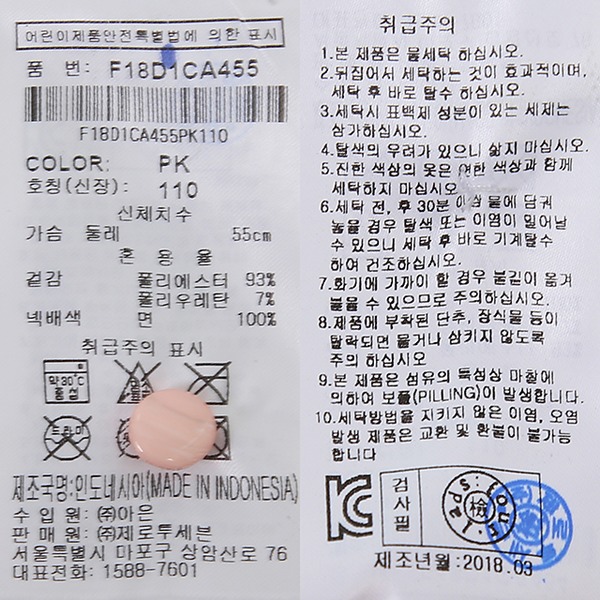 어린이제품안전특별법에 의한 표시
품 번: F18D1CA455
F18D1CA455PK110
COLOR: PK
호칭(신장): 110
신체치수
가슴 둘레 55cm
혼 용 율
겉감 폴리에스터 93%
폴리우레탄 7%
넥배색 면 100%
취급주의 표시
약30℃
중성
드라이
제조국명:인도네시아(MADE IN INDONESIA)
수 입 원: ㈜아은
판 매 원: ㈜제로투세븐
서울특별시 마포구 상암산로 76
대표전화: 1588-7601
취급주의
1.본 제품은 물세탁 하십시오.
2.뒤집어서 세탁하는 것이 효과적이며,
세탁 후 바로 탈수 하십시오.
3.세탁시 표백제 성분이 있는 세제는
삼가하십시오.
4.탈색의 우려가 있으니 삶지 마십시오.
5.진한 색상의 옷은 연한 색상과 함께
세탁하지 마십시오.
6.세탁 전, 후 30분 이상 물에 담궈
놓을 경우 탈색 또는 이염이 일어날
수 있으니 세탁 후 바로 기계탈수
하여 건조하십시오.
7.화기에 가까이 할 경우 불길이 옮겨
붙을 수 있으므로 주의하십시오.
8.제품에 부착된 단추, 장식물 등이
탈락되면 물거나 삼키지 않도록
주의 하십시오
9.본 제품은 섬유의 특성상 마찰에
의하여 보풀(PILLING)이 발생합니다.
10.세탁방법을 지키지 않은 이염, 오염
발생 제품은 교환 및 환불이 불가능
합니다
검사필
檢
제조년월:2018.03